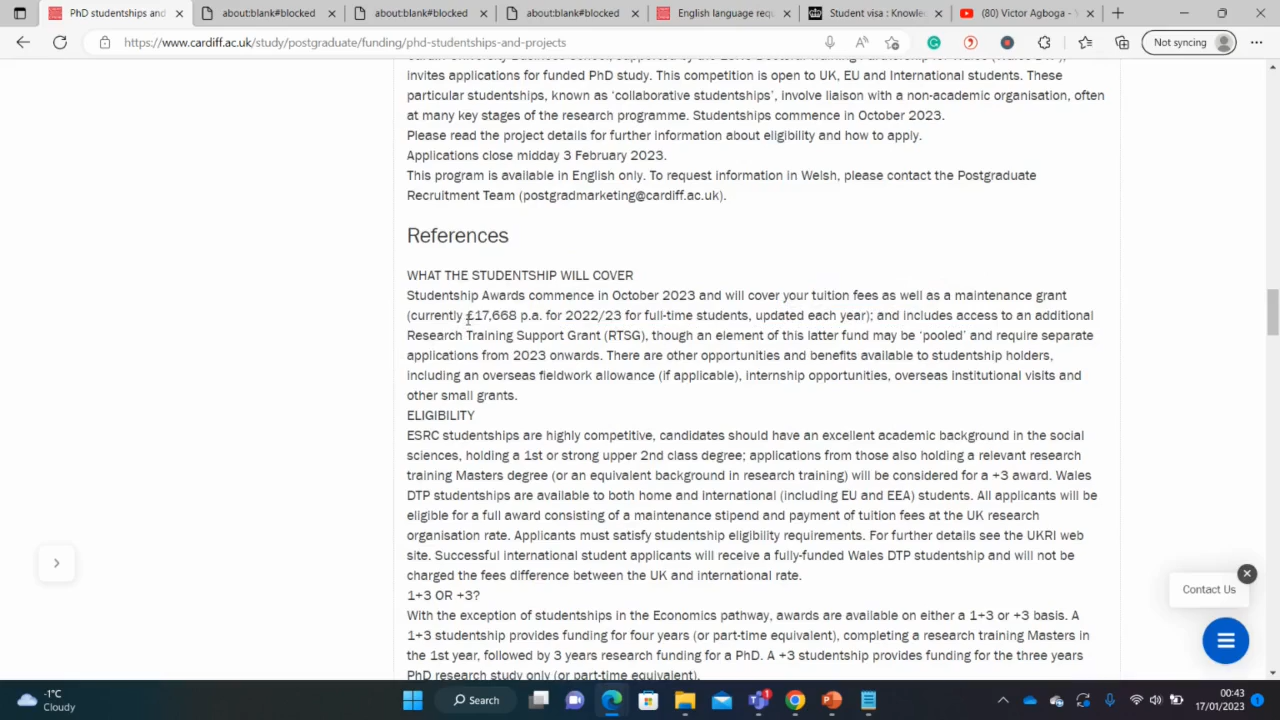 PhD studentships and
about:blank#blocked
about:blank#blocked
about:blank#blocked
English language req
Student visa : Knowle
(80) Victor Agboga - Y
https://www.cardiff.ac.uk/study/postgraduate/funding/phd-studentships-and-projects
Not syncing
invites applications for funded PhD study. This competition is open to UK, EU and International students. These
particular studentships, known as ‘collaborative studentships’, involve liaison with a non-academic organisation, often
at many key stages of the research programme. Studentships commence in October 2023.
Please read the project details for further information about eligibility and how to apply.
Applications close midday 3 February 2023.
This program is available in English only. To request information in Welsh, please contact the Postgraduate
Recruitment Team (postgradmarketing@cardiff.ac.uk).
References
WHAT THE STUDENTSHIP WILL COVER
Studentship Awards commence in October 2023 and will cover your tuition fees as well as a maintenance grant
(currently £17,668 p.a. for 2022/23 for full-time students, updated each year); and includes access to an additional
Research Training Support Grant (RTSG), though an element of this latter fund may be ‘pooled’ and require separate
applications from 2023 onwards. There are other opportunities and benefits available to studentship holders,
including an overseas fieldwork allowance (if applicable), internship opportunities, overseas institutional visits and
other small grants.
ELIGIBILITY
ESRC studentships are highly competitive, candidates should have an excellent academic background in the social
sciences, holding a 1st or strong upper 2nd class degree; applications from those also holding a relevant research
training Masters degree (or an equivalent background in research training) will be considered for a +3 award. Wales
DTP studentships are available to both home and international (including EU and EEA) students. All applicants will be
eligible for a full award consisting of a maintenance stipend and payment of tuition fees at the UK research
organisation rate. Applicants must satisfy studentship eligibility requirements. For further details see the UKRI web
site. Successful international student applicants will receive a fully-funded Wales DTP studentship and will not be
charged the fees difference between the UK and international rate.
1+3 OR +3?
With the exception of studentships in the Economics pathway, awards are available on either a 1+3 or +3 basis. A
1+3 studentship provides funding for four years (or part-time equivalent), completing a research training Masters in
the 1st year, followed by 3 years research funding for a PhD. A +3 studentship provides funding for the three years
PhD research study only (or part-time equivalent).
Contact Us
-1°C
Cloudy
Search
1
00:43
17/01/2023